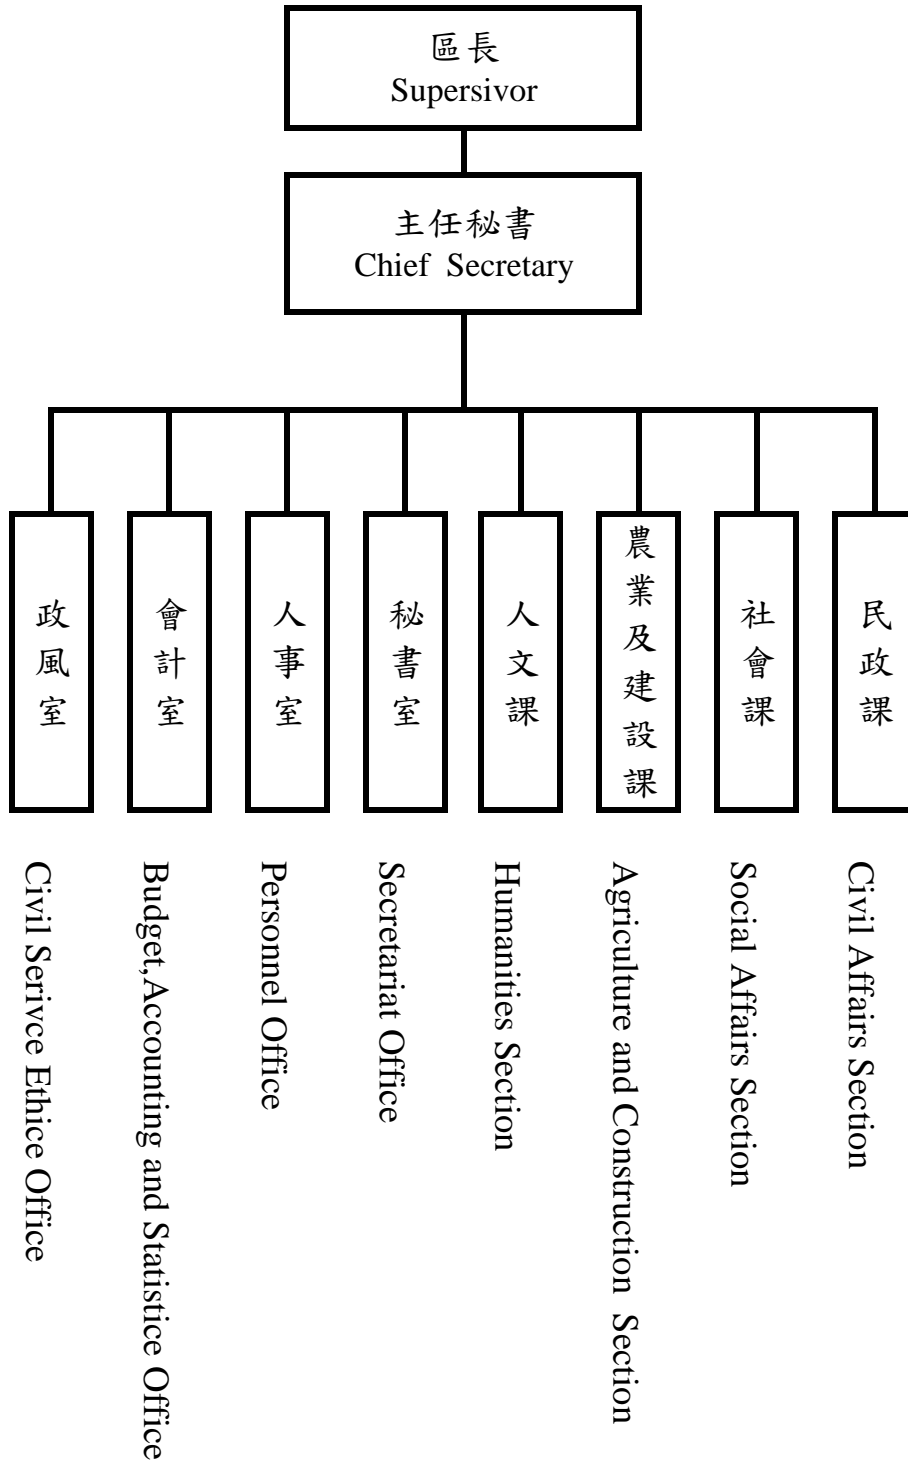 區長
Supersivor
主任秘書
Chief Secretary
政風室
會計室
人事室
秘書室
人文課
農業及建設課
社會課
民政課
Civil Serivce Ethice Office
Budget,Accounting and Statistice Office
Personnel Office
Secretariat Office
Humanities Section
Agriculture and Construction Section
Social Affairs Section
Civil Affairs Section